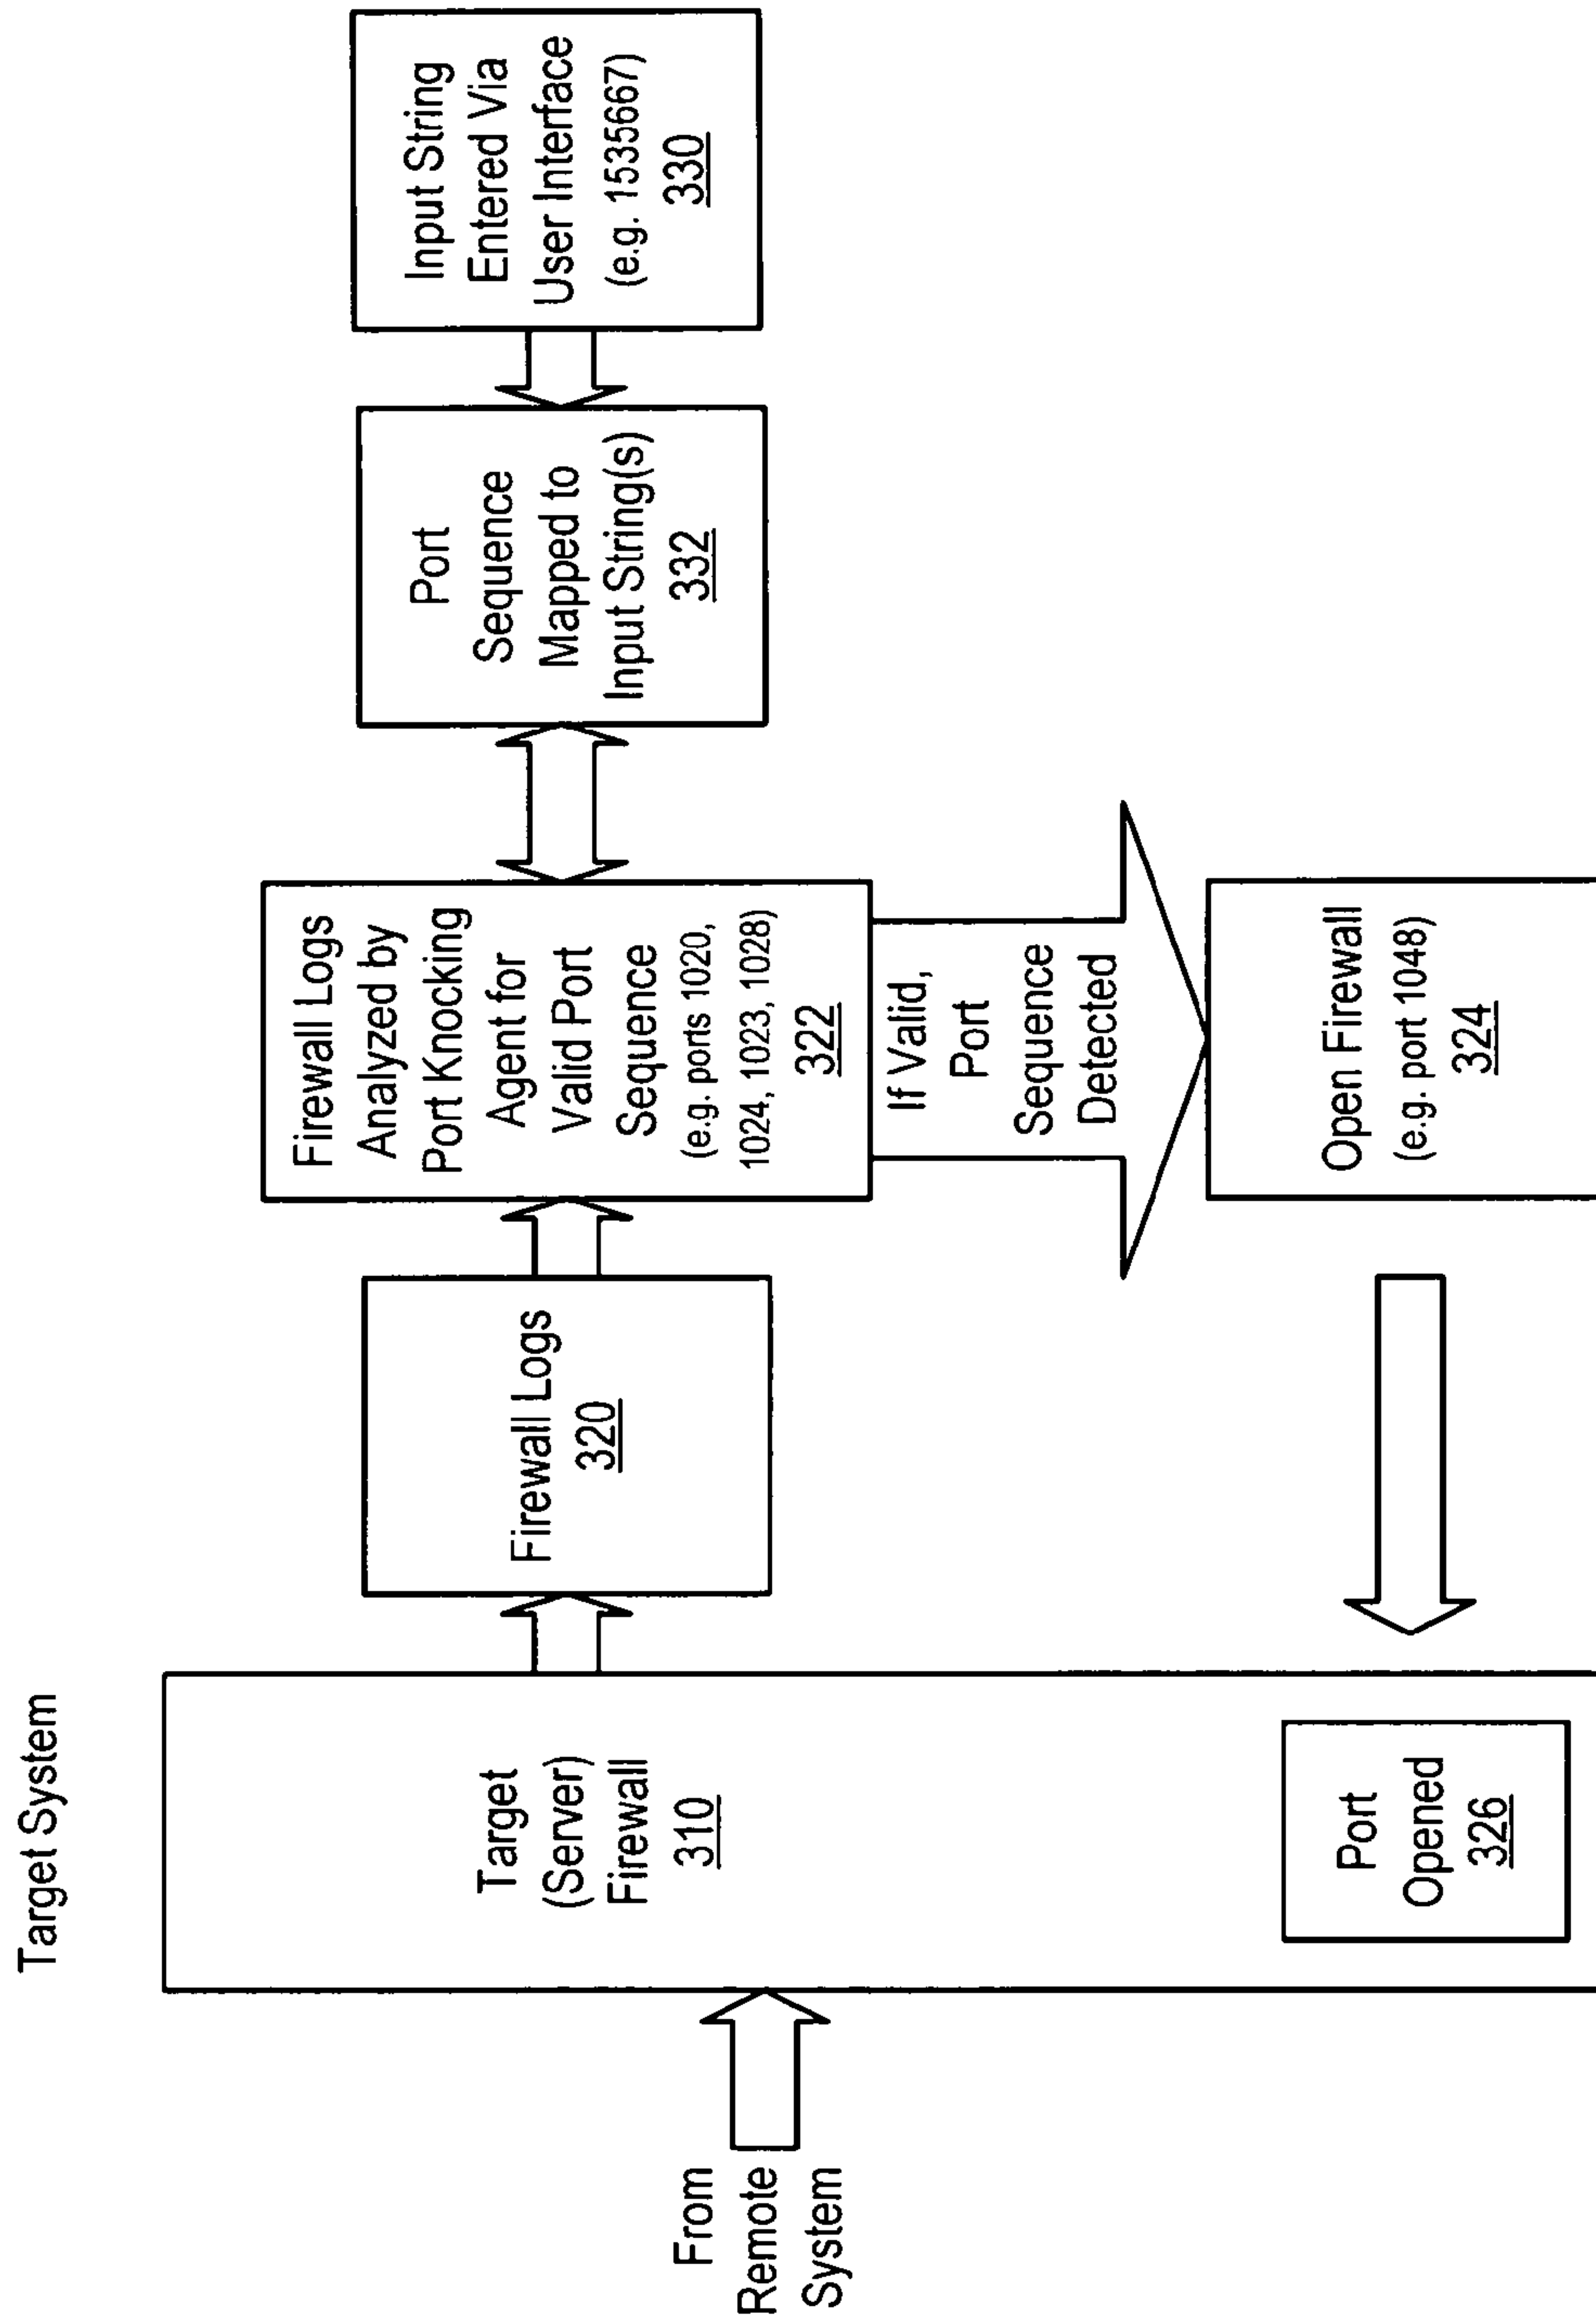 Target System
From
Remote
System
Target
(Server)
Firewall
310
Port
Opened
326
Firewall Logs
320
Firewall Logs
Analyzed by
Port Knocking
Agent for
Valid Port
Sequence
(e.g. ports 1020,
1024, 1023, 1028)
322
If Valid,
Port
Sequence
Detected
Open Firewall
(e.g. port 1048)
324
Port
Sequence
Mapped to
Input String(s)
332
Input String
Entered Via
User Interface
(e.g. 1535667)
330